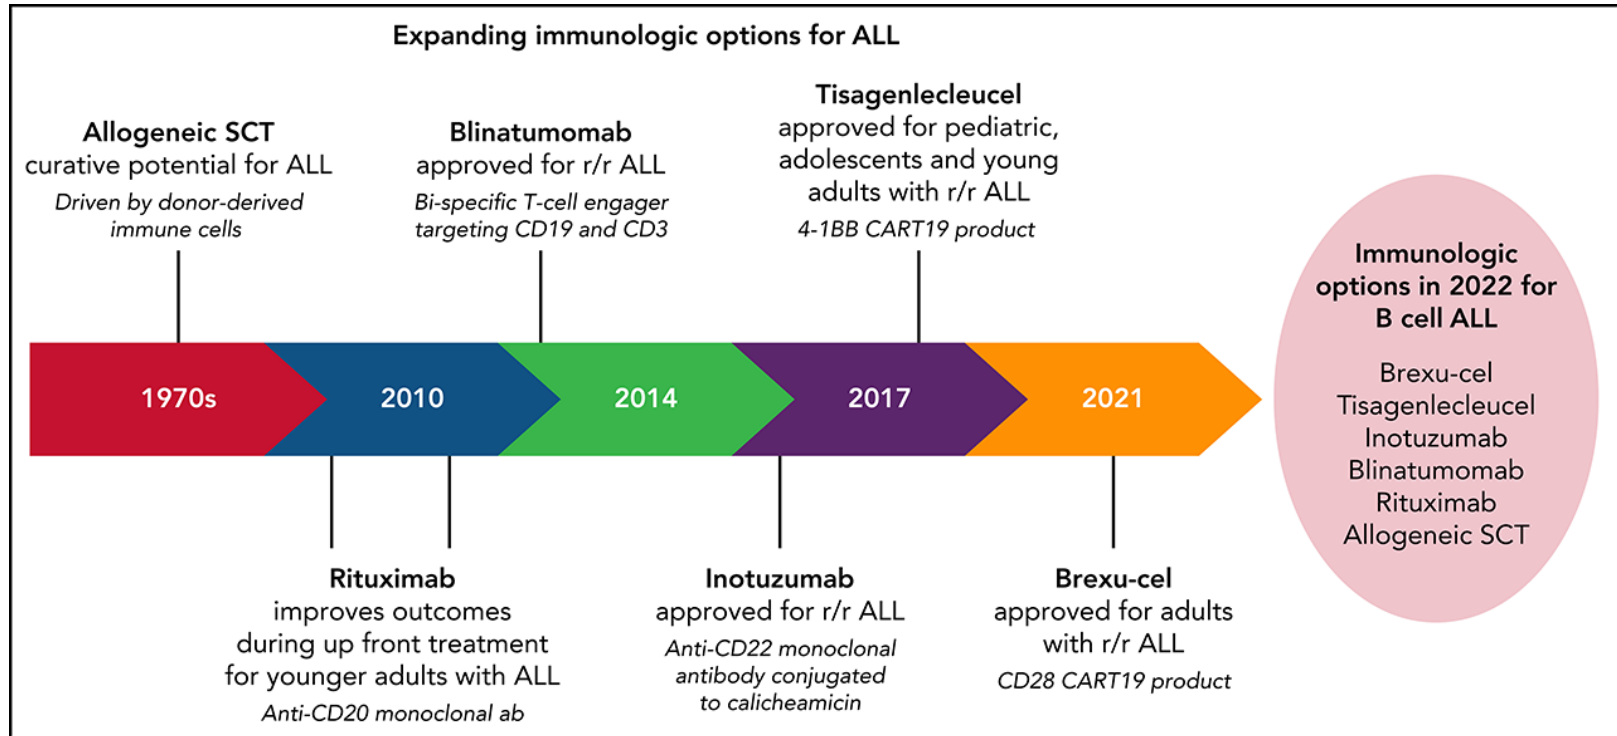 Expanding immunologic options for ALL
Allogeneic SCT
curative potential for ALL
Driven by donor-derived
immune cells
Blinatumomab
approved for r/r ALL
Bi-specific T-cell engager
targeting CD19 and CD3
Tisagenlecleucel
approved for pediatric,
adolescents and young
adults with r/r ALL
4-1BB CART19 product
1970s
2010
2014
2017
2021
Rituximab
improves outcomes
during up front treatment
for younger adults with ALL
Anti-CD20 monoclonal ab
Inotuzumab
approved for r/r ALL
Anti-CD22 monoclonal
antibody conjugated
to calicheamicin
Brexu-cel
approved for adults
with r/r ALL
CD28 CART19 product
Immunologic
options in 2022 for
B cell ALL
Brexu-cel
Tisagenlecleucel
Inotuzumab
Blinatumomab
Rituximab
Allogeneic SCT